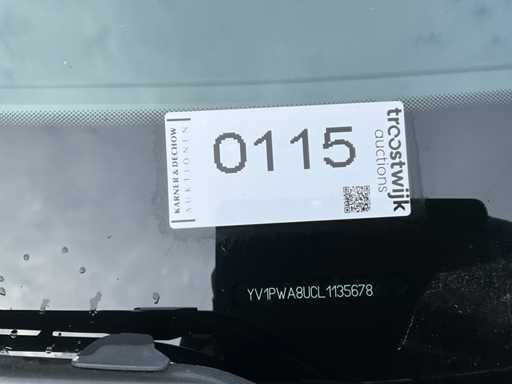 KARNER & DECHOW
AUKTIONEN
0115
troostwijk
auctions
YV1PWA8UCL1135678